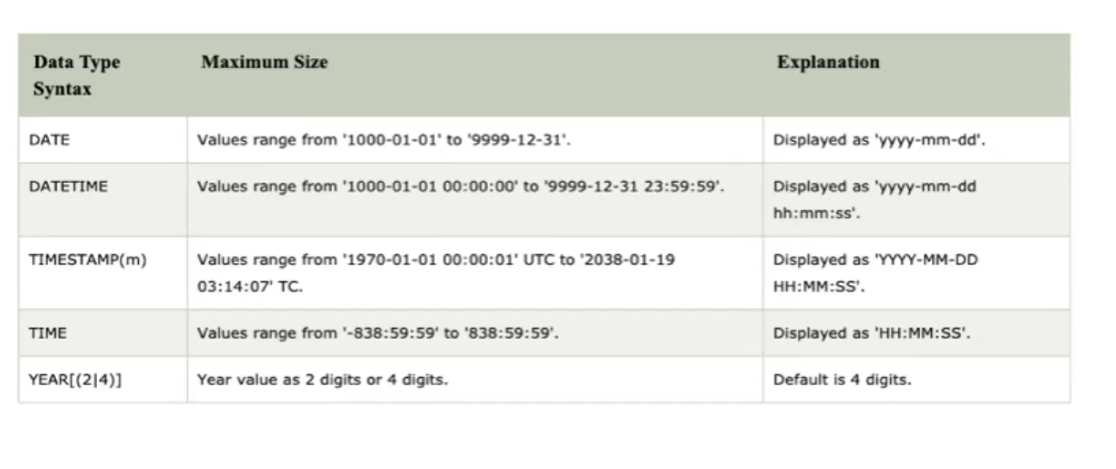 Data Type Maximum Size Explanation
Syntax
DATE Values range from '1000-01-01' to '9999-12-31'. Displayed as 'yyyy-mm-dd'.
DATETIME Values range from '1000-01-01 00:00:00' to '9999-12-31 23:59:59'. Displayed as 'yyyy-mm-dd
hh:mm:ss'.
TIMESTAMP(m) Values range from '1970-01-01 00:00:01' UTC to '2038-01-19 Displayed as 'YYYY-MM-DD
03:14:07' TC. HH:MM:SS'.
TIME Values range from '-838:59:59' to '838:59:59'. Displayed as 'HH:MM:SS'.
YEAR[(2|4)] Year value as 2 digits or 4 digits. Default is 4 digits.